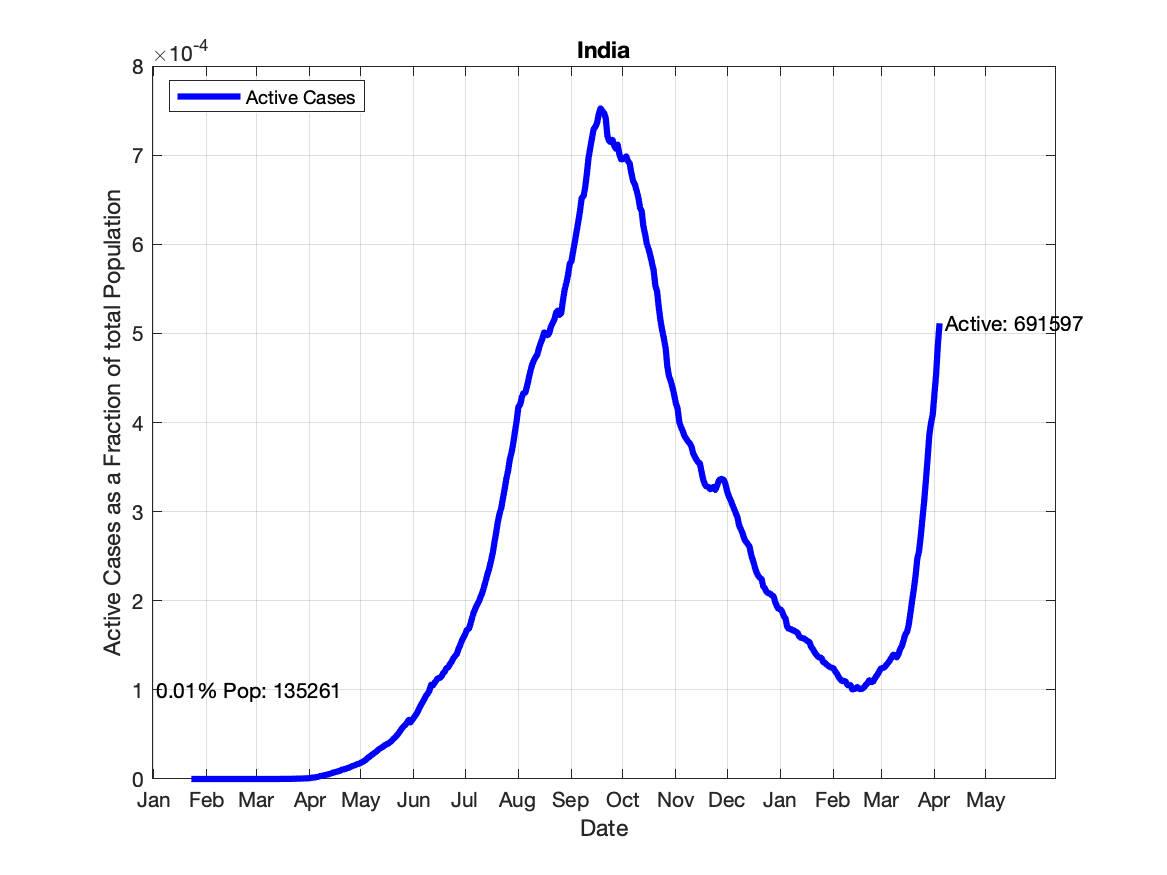 India
×10-4
Active Cases
8
7
6
5
4
3
2
1
0
Active Cases as a Fraction of total Population
Active: 691597
0.01% Pop: 135261
Jan Feb Mar Apr May Jun Jul Aug Sep Oct Nov Dec Jan Feb Mar Apr May
Date